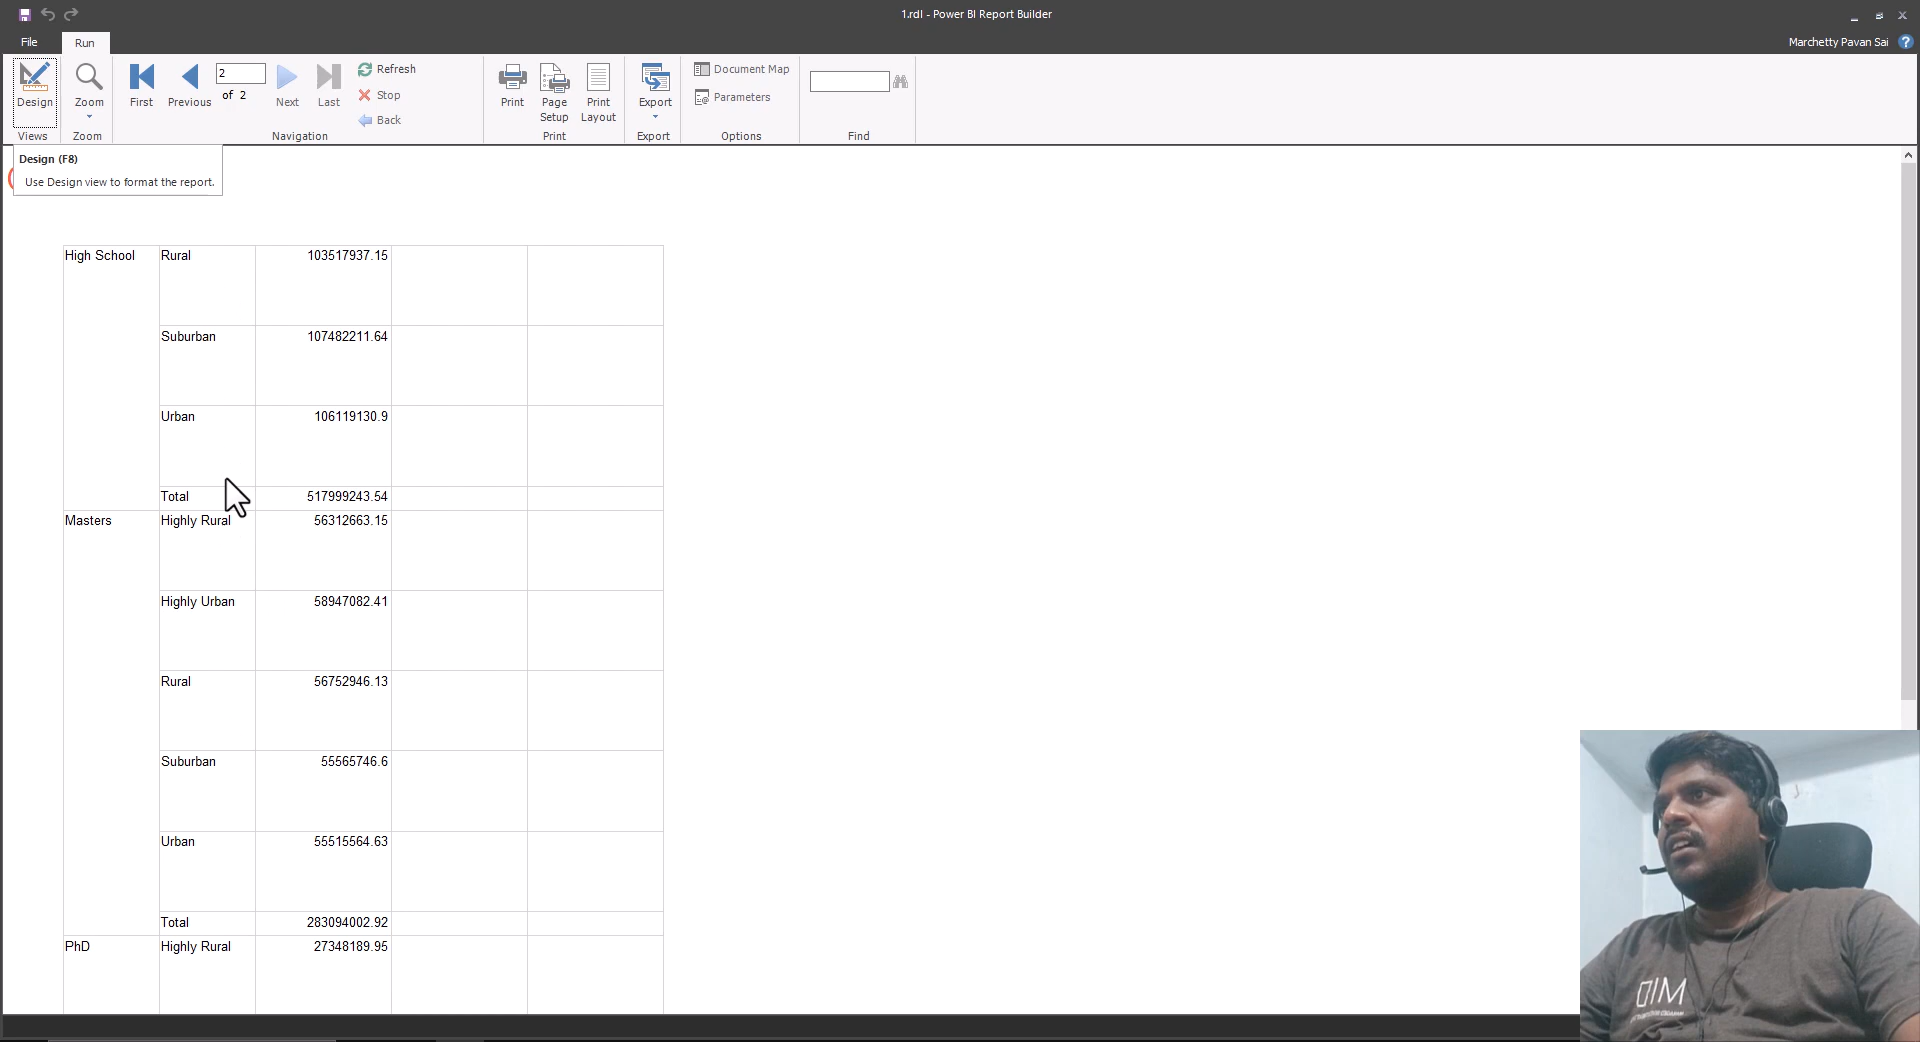 1.rdl - Power BI Report Builder
File
Run
Marchetty Pavan Sai
?
Design
Zoom
First
Previous
2
of 2
Next
Last
Refresh
Stop
Back
Print
Page
Setup
Print
Layout
Export
Document Map
Parameters
Views
Zoom
Navigation
Print
Export
Options
Find
Design (F8)
Use Design view to format the report.
High School Rural 103517937.15
Suburban 107482211.64
Urban 106119130.9
Total 517999243.54
Masters Highly Rural 56312663.15
Highly Urban 58947082.41
Rural 56752946.13
Suburban 55565746.6
Urban 55515564.63
Total 283094002.92
PhD Highly Rural 27348189.95